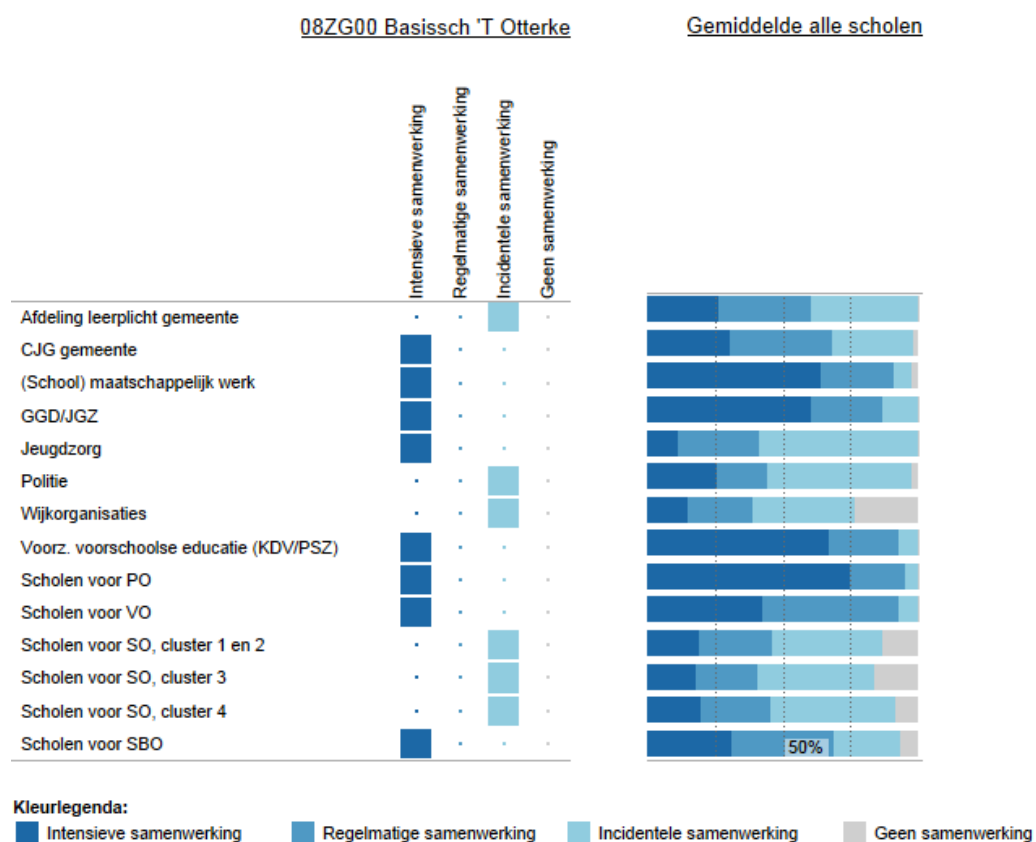 08ZG00 Basissch 'T Otterke
Gemiddelde alle scholen
Intensieve samenwerking
Regelmatige samenwerking
Incidentele samenwerking
Geen samenwerking
Afdeling leerplicht gemeente
CJG gemeente
(School) maatschappelijk werk
GGD/JGZ
Jeugdzorg
Politie
Wijkorganisaties
Voorz. voorschoolse educatie (KDV/PSZ)
Scholen voor PO
Scholen voor VO
Scholen voor SO, cluster 1 en 2
Scholen voor SO, cluster 3
Scholen voor SO, cluster 4
Scholen voor SBO
50%
Kleurlegenda:
Intensieve samenwerking
Regelmatige samenwerking
Incidentele samenwerking
Geen samenwerking